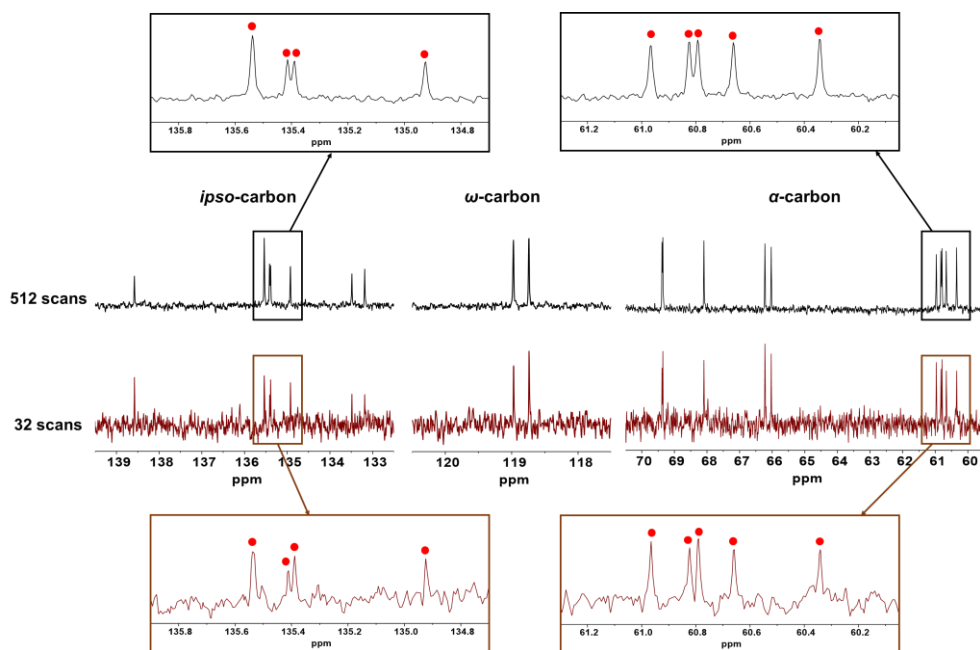 135.8 135.6 135.4 135.2 135.0 134.8
ppm
61.2 61.0 60.8 60.6 60.4 60.2
ppm
ipso-carbon
ω-carbon
α-carbon
512 scans
32 scans
139 138 137 136 135 134 133
ppm
120 119 118
ppm
70 69 68 67 66 65 64 63 62 61 60
ppm
135.8 135.6 135.4 135.2 135.0 134.8
ppm
61.2 61.0 60.8 60.6 60.4 60.2
ppm